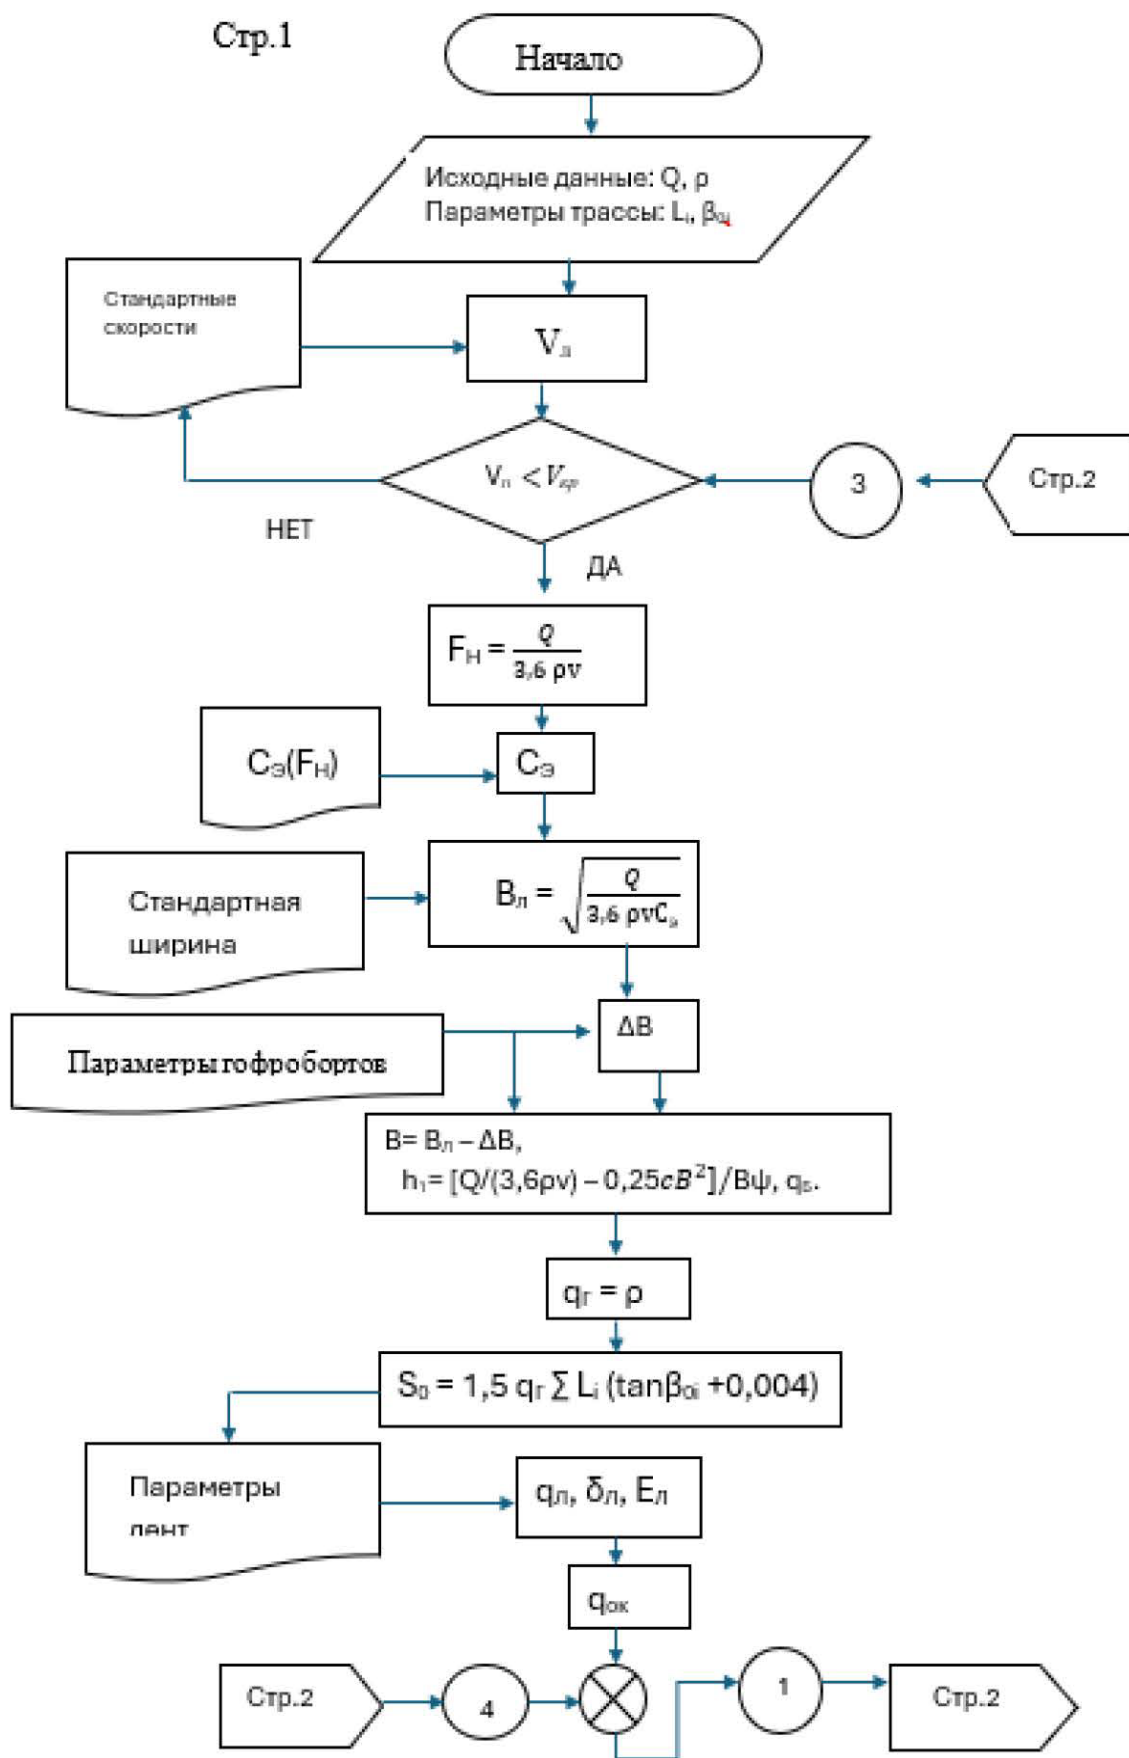 Стр.1
Начало
Исходные данные: Q, ρ
Параметры трассы: Lᵢ, β₀ᵢ
Стандартные
скорости
Vл
Vл < Vкр
3
Стр.2
НЕТ
ДА
Fн = Q / 3,6 ρv
Cэ(Fн)
Cэ
Стандартная
ширина
Bл = √(Q / 3,6 ρvCэ)
ΔB
Параметры гофробортов
B= Bл – ΔB,
h₁= [Q/(3,6ρv) – 0,25cB²]/Bψ, qб.
qг = ρ
S₀ = 1,5 qг ∑ Lᵢ (tanβ₀ᵢ +0,004)
Параметры
лент
qл, δл, Eл
qок
Стр.2
4
1
Стр.2